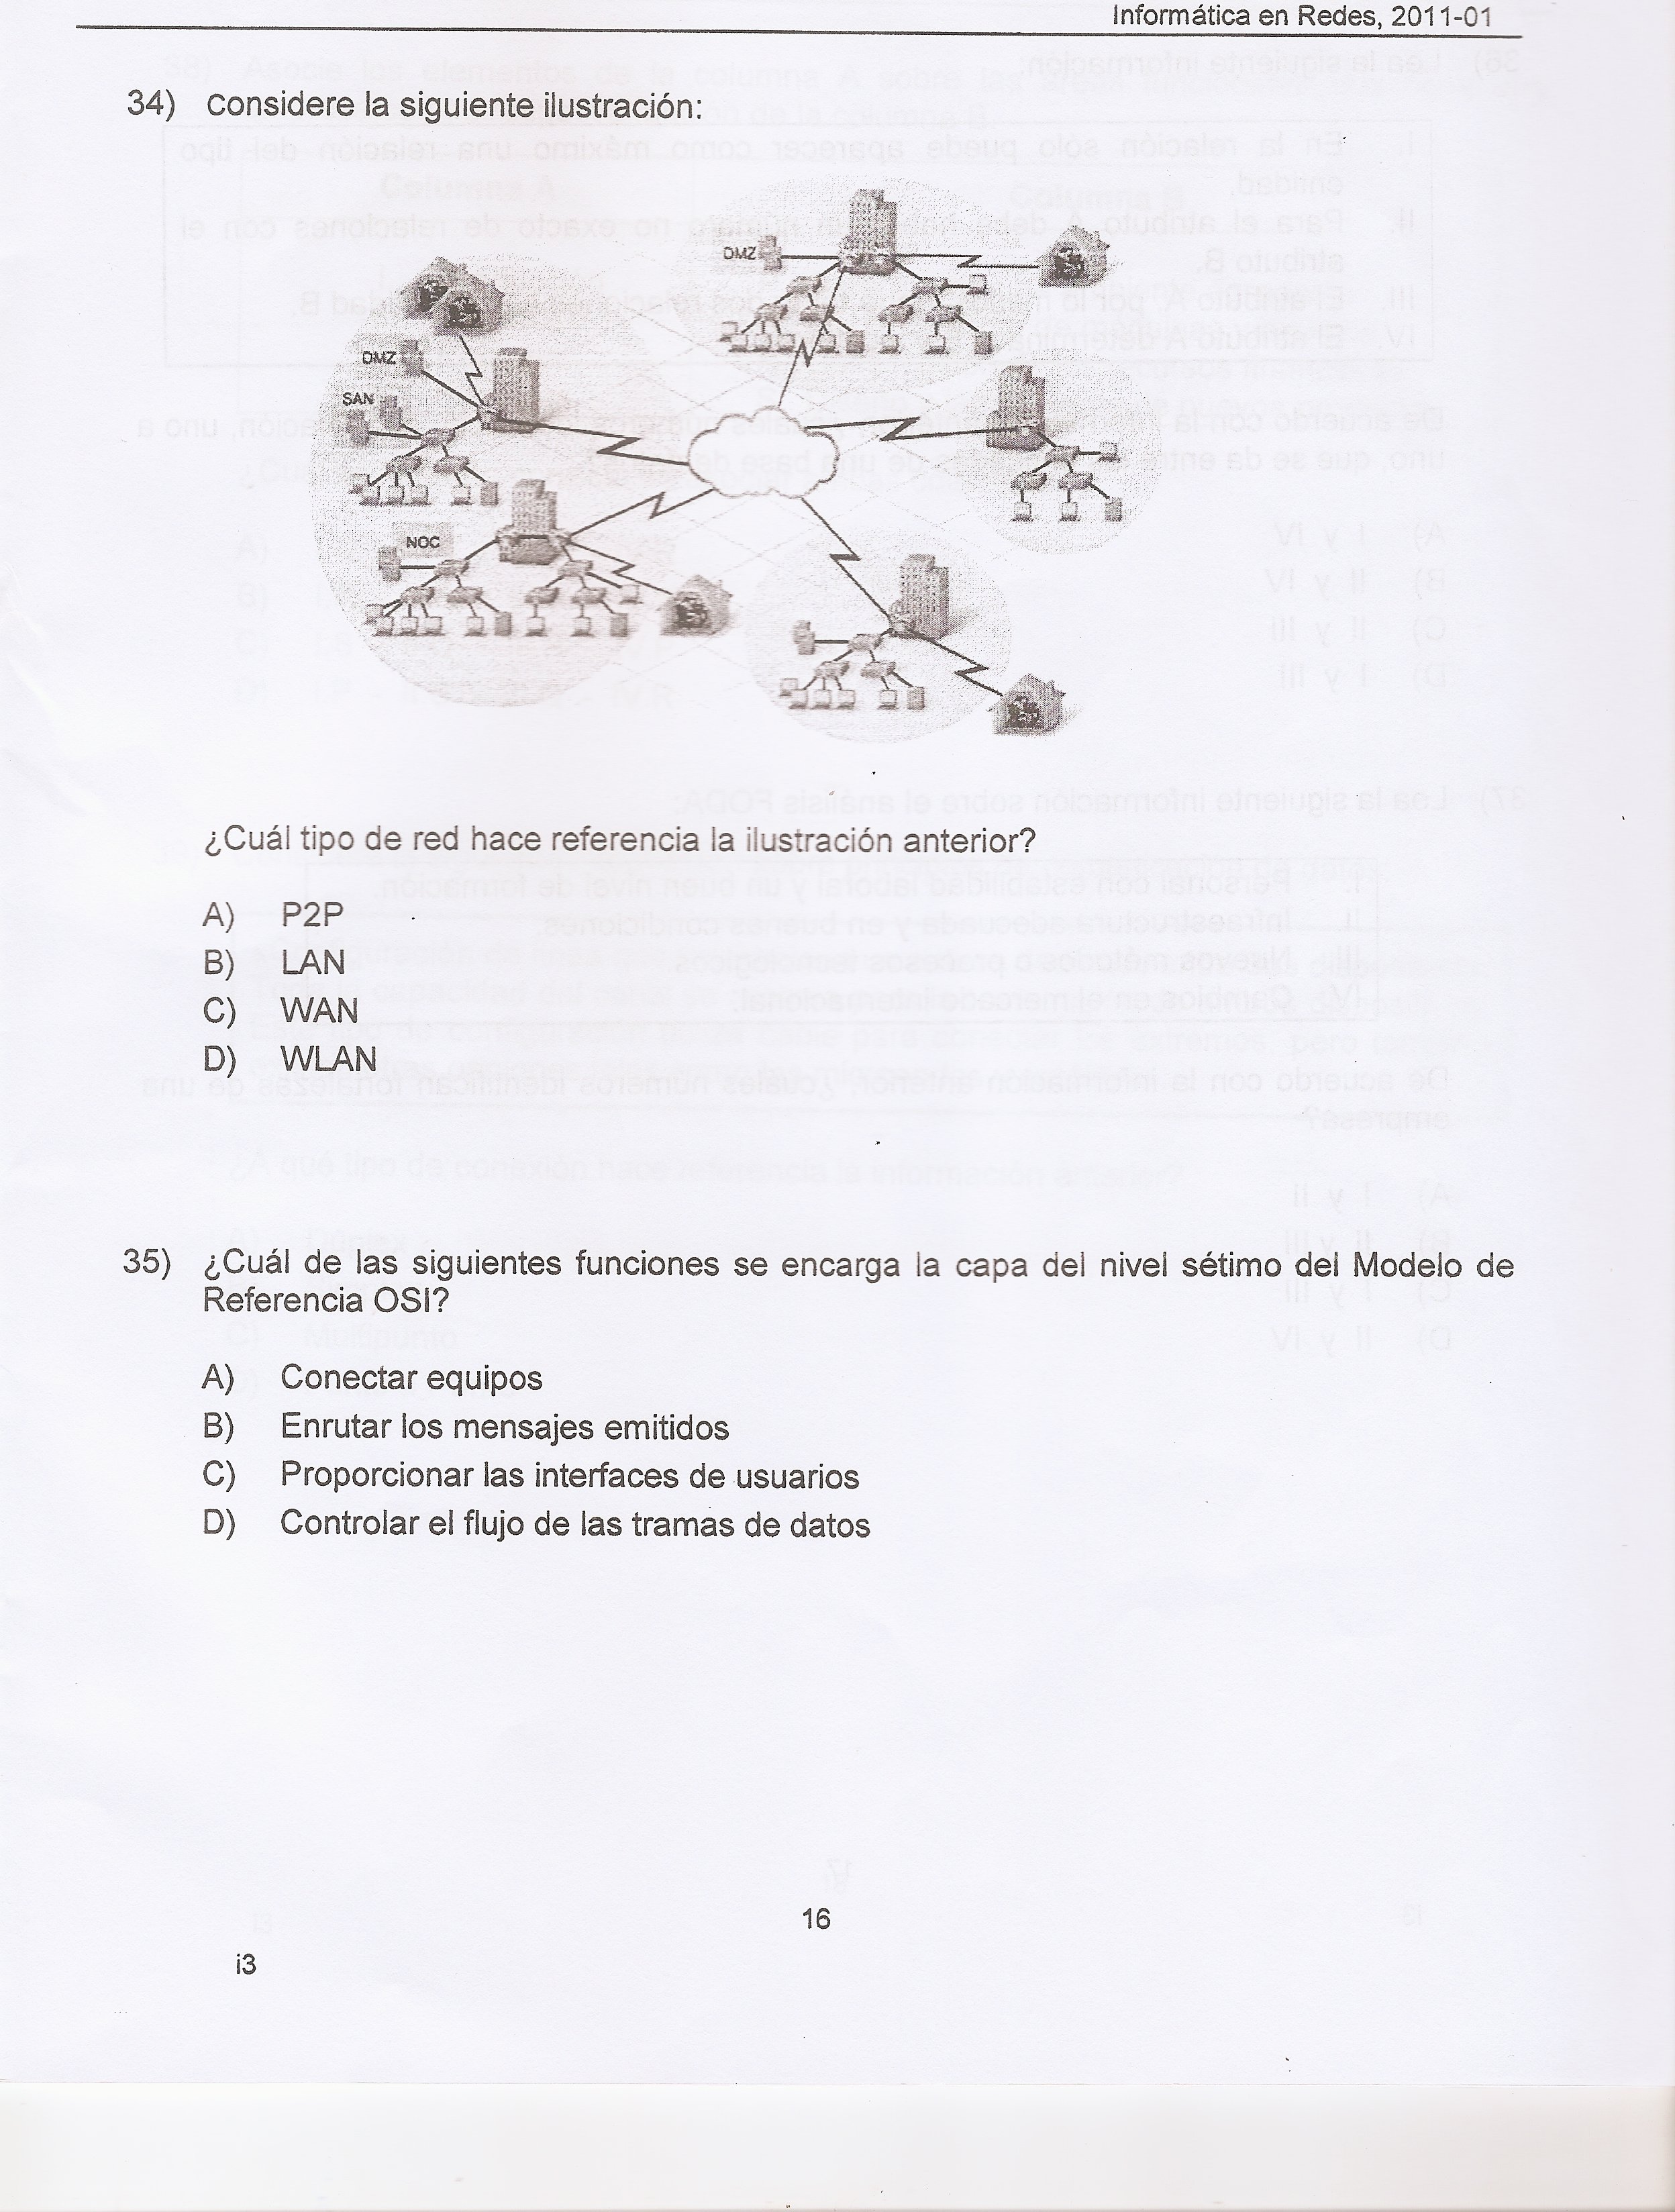 Informática en Redes, 2011-01
34) Considere la siguiente ilustración:
DMZ
DMZ
SAN
NOC
¿Cuál tipo de red hace referencia la ilustración anterior?
A) P2P
B) LAN
C) WAN
D) WLAN
35) ¿Cuál de las siguientes funciones se encarga la capa del nivel sétimo del Modelo de
Referencia OSI?
A) Conectar equipos
B) Enrutar los mensajes emitidos
C) Proporcionar las interfaces de usuarios
D) Controlar el flujo de las tramas de datos
16
i3